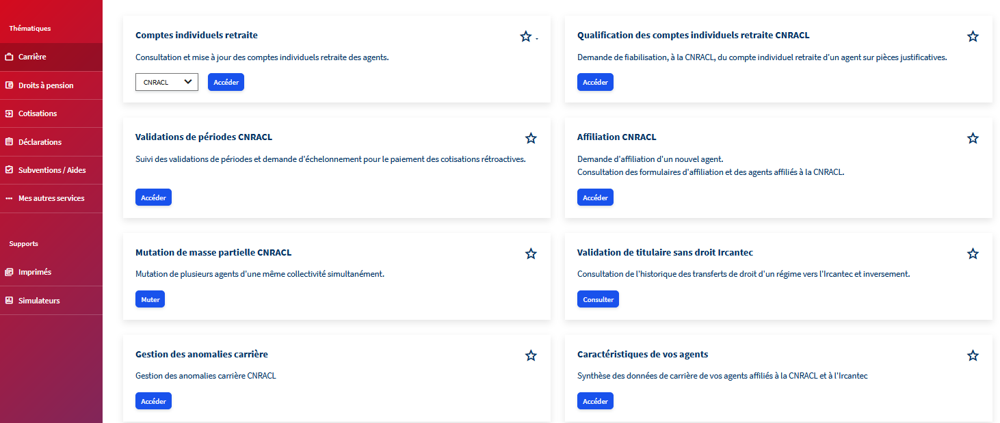 Thématiques
Carrière
Droits à pension
Cotisations
Déclarations
Subventions / Aides
Mes autres services
Supports
Imprimés
Simulateurs
Comptes individuels retraite
Consultation et mise à jour des comptes individuels retraite des agents.
CNRACL
Accéder
Qualification des comptes individuels retraite CNRACL
Demande de fiabilisation, à la CNRACL, du compte individuel retraite d'un agent sur pièces justificatives.
Accéder
Validations de périodes CNRACL
Suivi des validations de périodes et demande d'échelonnement pour le paiement des cotisations rétroactives.
Accéder
Affiliation CNRACL
Demande d'affiliation d'un nouvel agent.
Consultation des formulaires d'affiliation et des agents affiliés à la CNRACL.
Accéder
Mutation de masse partielle CNRACL
Mutation de plusieurs agents d'une même collectivité simultanément.
Muter
Validation de titulaire sans droit Ircantec
Consultation de l'historique des transferts de droit d'un régime vers l'Ircantec et inversement.
Consulter
Gestion des anomalies carrière
Gestion des anomalies carrière CNRACL
Accéder
Caractéristiques de vos agents
Synthèse des données de carrière de vos agents affiliés à la CNRACL et à l'Ircantec
Accéder